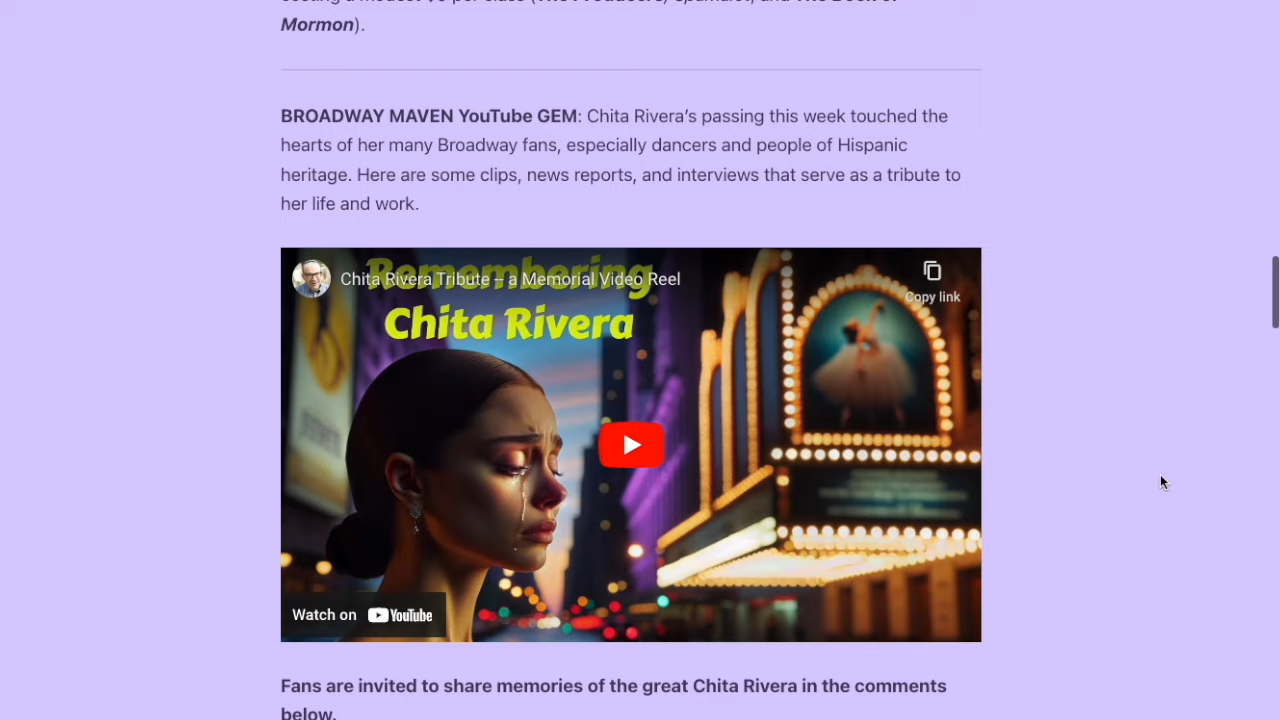 Mormon).
BROADWAY MAVEN YouTube GEM: Chita Rivera's passing this week touched the
hearts of her many Broadway fans, especially dancers and people of Hispanic
heritage. Here are some clips, news reports, and interviews that serve as a tribute to
her life and work.
Remembering
Chita Rivera Tribute – a Memorial Video Reel
Copy link
Chita Rivera
Watch on YouTube
Fans are invited to share memories of the great Chita Rivera in the comments
below.